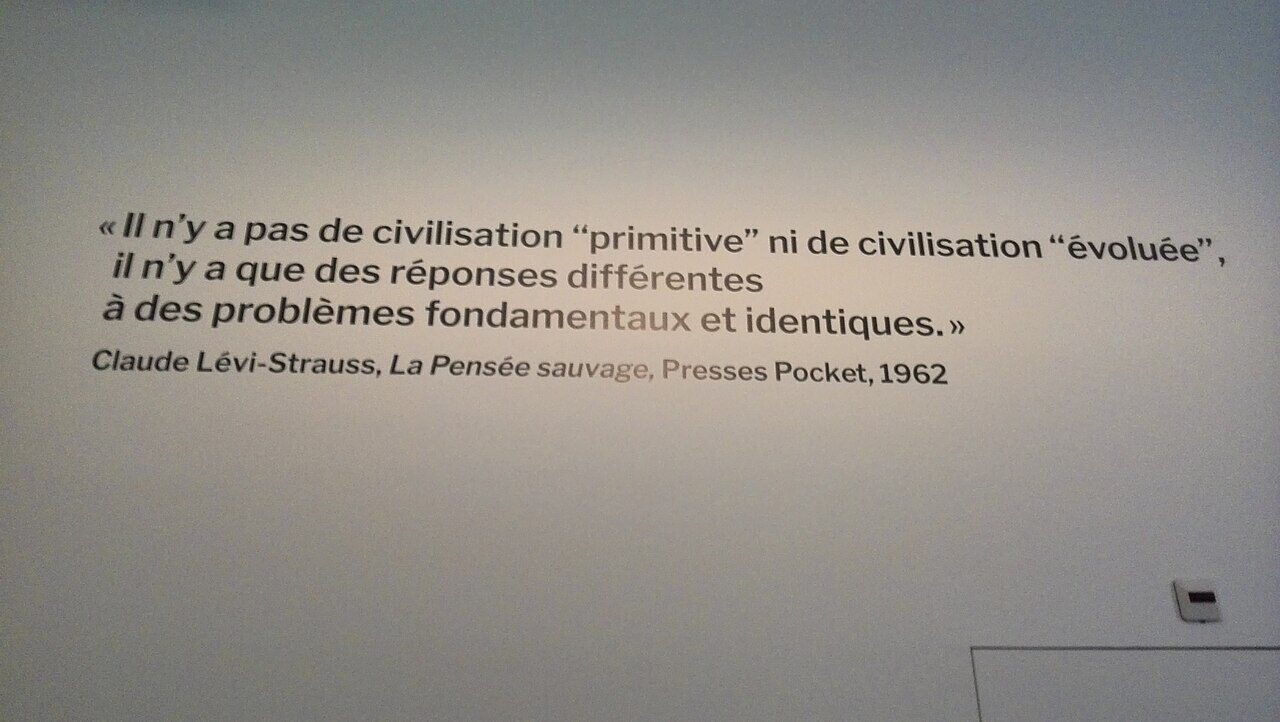 « Il n’y a pas de civilisation “primitive” ni de civilisation “évoluée”,
il n’y a que des réponses différentes
à des problèmes fondamentaux et identiques. »
Claude Lévi-Strauss, La Pensée sauvage, Presses Pocket, 1962